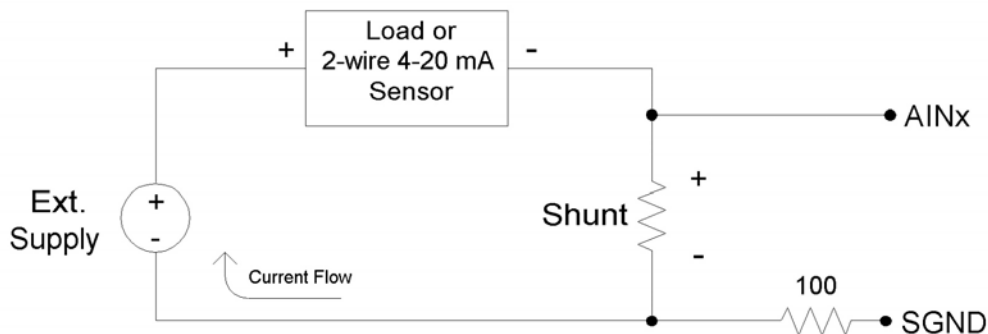 Load or
2-wire 4-20 mA
Sensor
+
-
AINx
+
-
Ext.
Supply
Shunt
+
-
Current Flow
100
SGND